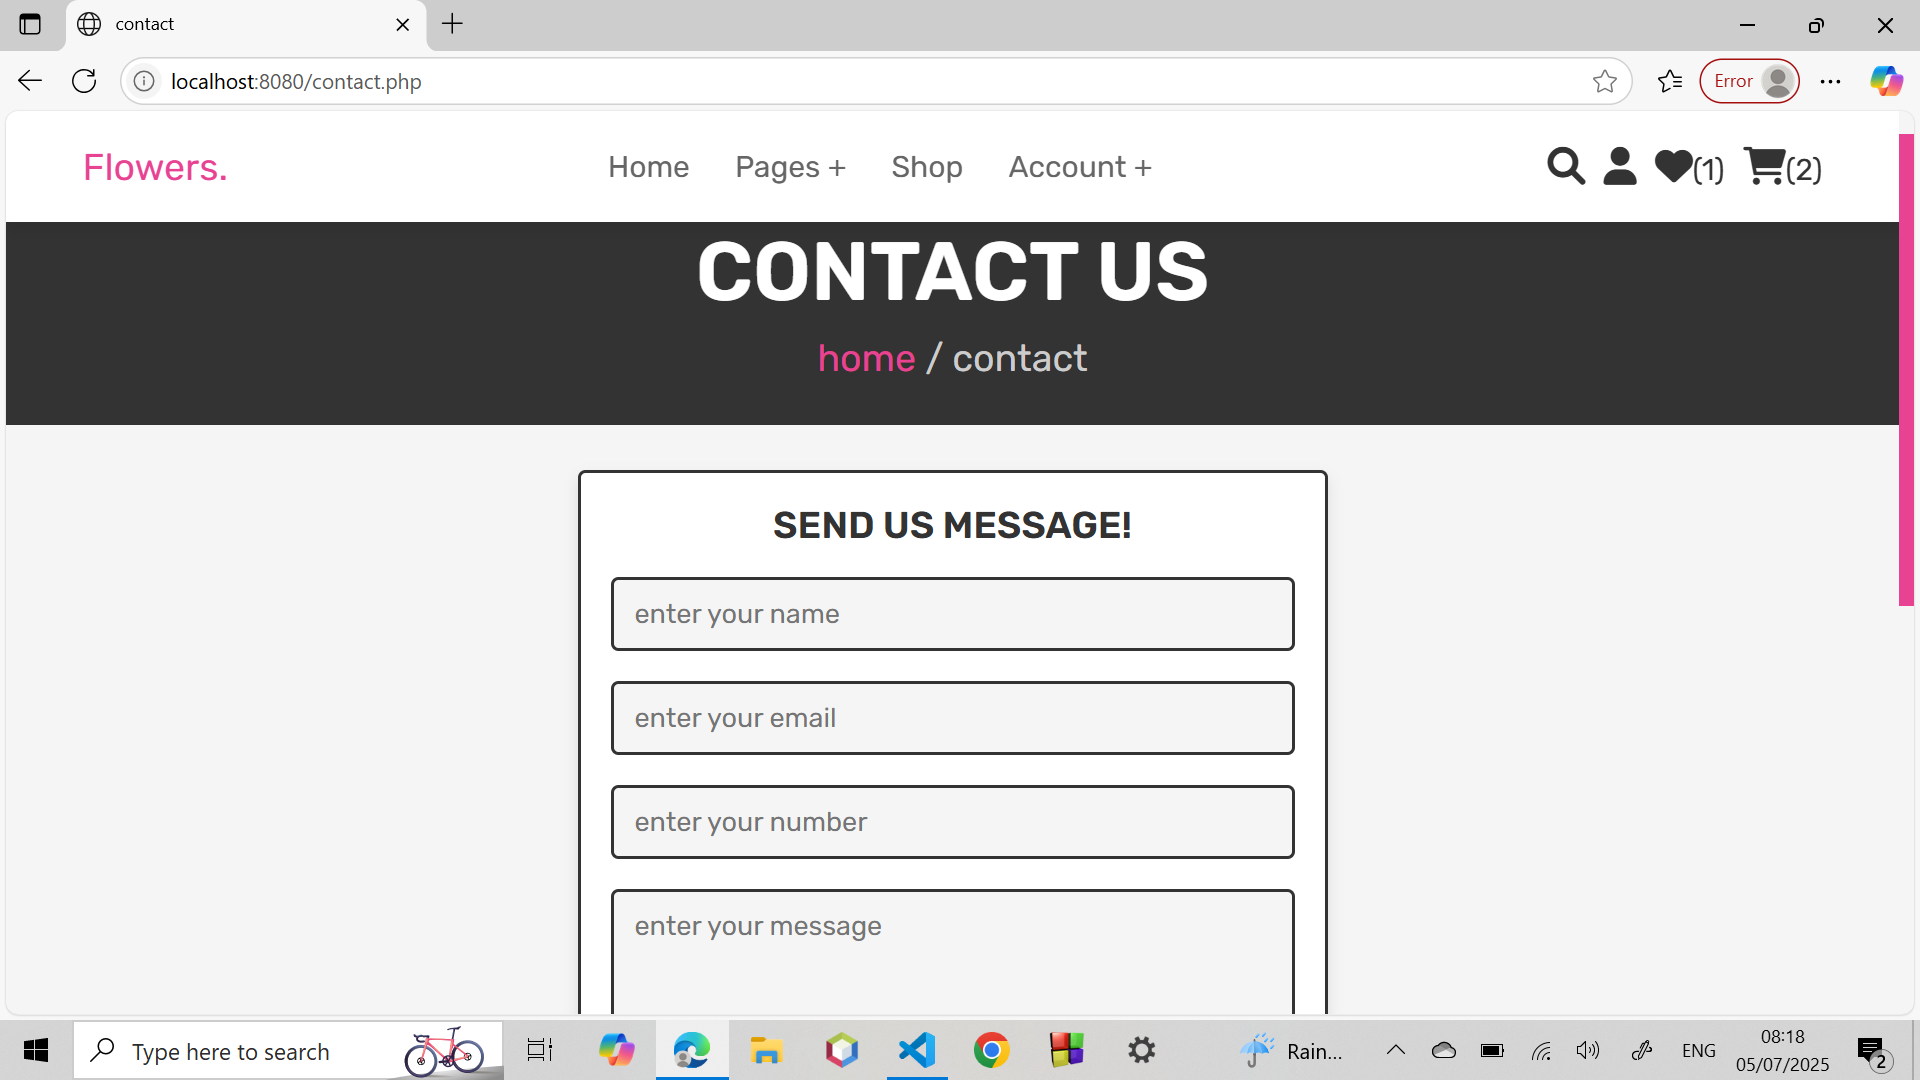 contact
localhost:8080/contact.php
Error
Flowers.
Home
Pages +
Shop
Account +
(1)
(2)
CONTACT US
home / contact
SEND US MESSAGE!
enter your name
enter your email
enter your number
enter your message
Type here to search
Rain...
ENG
08:18
05/07/2025
2